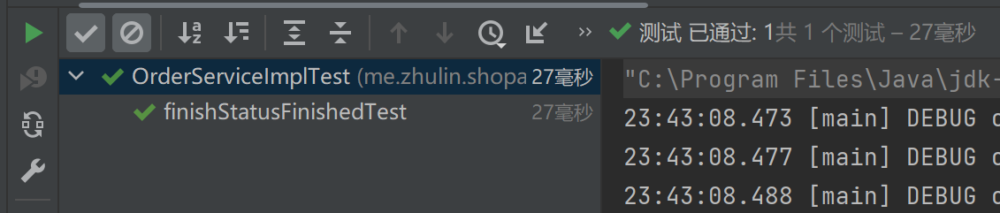 测试 已通过: 1共 1 个测试 – 27毫秒
OrderServiceImplTest (me.zhulin.shopa 27毫秒
finishStatusFinishedTest 27毫秒
"C:\Program Files\Java\jdk-
23:43:08.473 [main] DEBUG
23:43:08.477 [main] DEBUG
23:43:08.488 [main] DEBUG